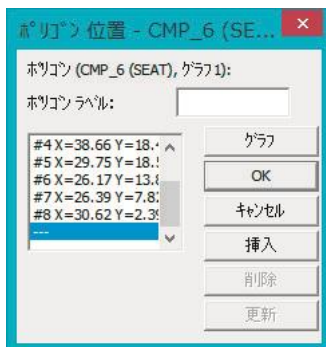 ポリゴン 位置 - CMP_6 (SE...
ポリゴン (CMP_6 (SEAT), グラフ1):
ポリゴン ラベル:
#4 X=38.66 Y=18.
#5 X=29.75 Y=18.
#6 X=26.17 Y=13.8
#7 X=26.39 Y=7.8
#8 X=30.62 Y=2.39
---
グラフ
OK
キャンセル
挿入
削除
更新